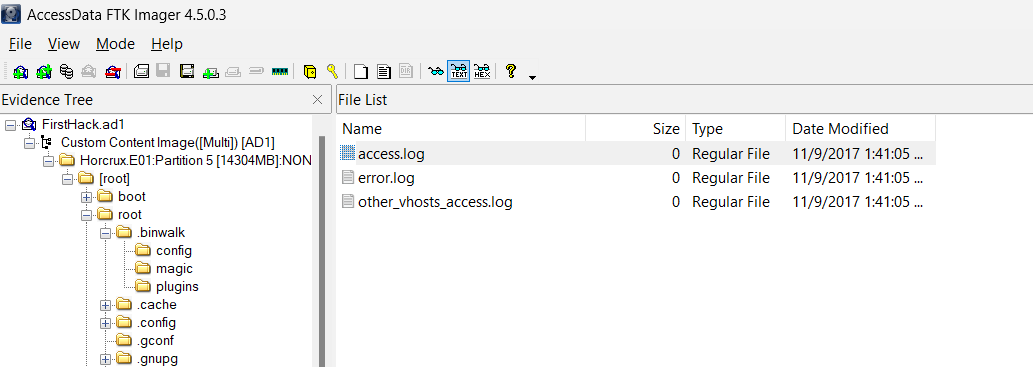 AccessData FTK Imager 4.5.0.3
File View Mode Help
TEXT HEX ?
Evidence Tree
File List
FirstHack.ad1
Custom Content Image([Multi]) [AD1]
Horcrux.E01:Partition 5 [14304MB]:NON
[root]
boot
root
.binwalk
config
magic
plugins
.cache
.config
.gconf
.gnupg
Name Size Type Date Modified
access.log 0 Regular File 11/9/2017 1:41:05 ...
error.log 0 Regular File 11/9/2017 1:41:05 ...
other_vhosts_access.log 0 Regular File 11/9/2017 1:41:05 ...